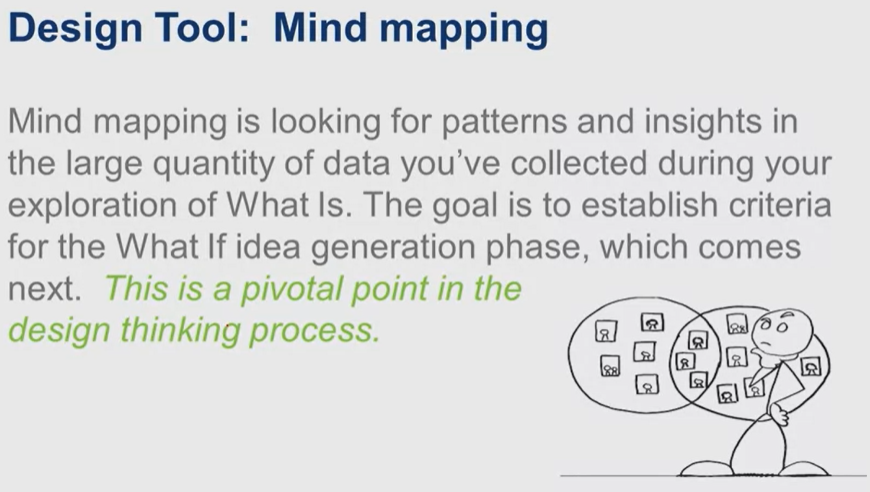 Design Tool:  Mind mapping
Mind mapping is looking for patterns and insights in
the large quantity of data you’ve collected during your
exploration of What Is. The goal is to establish criteria
for the What If idea generation phase, which comes
next.  This is a pivotal point in the
design thinking process.